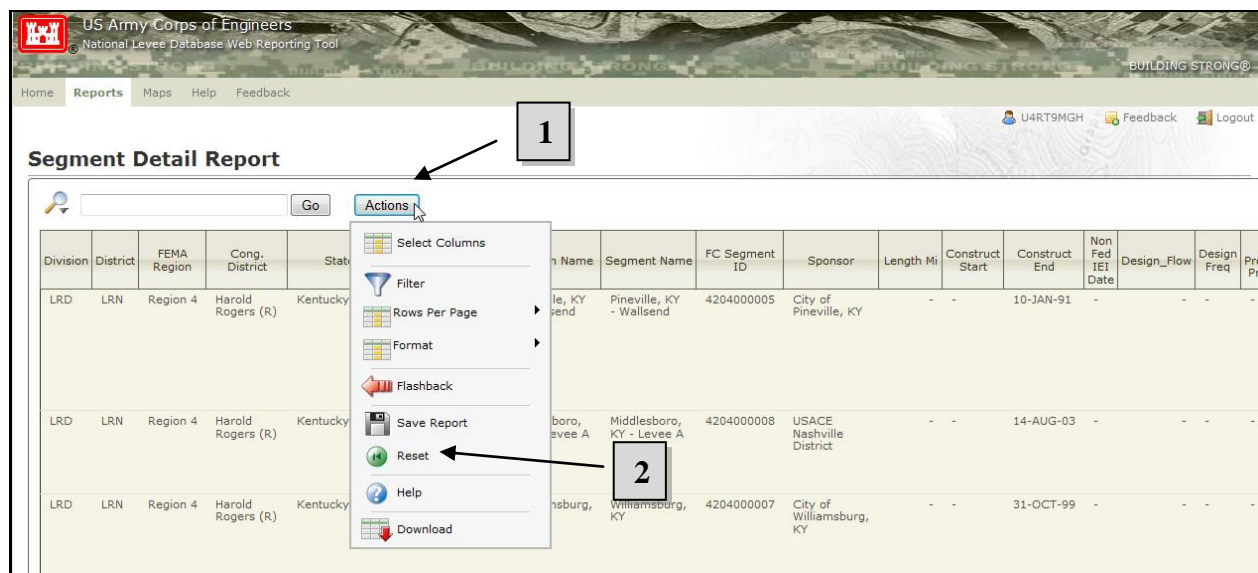 US Army Corps of Engineers
® National Levee Database Web Reporting Tool
BUILDING STRONG®
Home Reports Maps Help Feedback
U4RT9MGH Feedback Logout
1
Segment Detail Report
Go Actions
Division District FEMA Region Cong. District Name Segment Name FC Segment ID Sponsor Length Mi Construct Start Construct End Non Fed IEI Date Design_Flow Design Freq
LRD LRN Region 4 Harold Kentucky Pineville, KY 4204000005 City of - - 10-JAN-91 - - - -
Rogers (R) - Wallsend Pineville, KY
LRD LRN Region 4 Harold Kentucky Middlesboro, 4204000008 USACE - - 14-AUG-03 - - - -
Rogers (R) KY - Levee A Nashville
District
LRD LRN Region 4 Harold Kentucky Williamsburg, 4204000007 City of - - 31-OCT-99 - - - -
Rogers (R) KY Williamsburg,
KY
Select Columns
Filter
Rows Per Page
Format
Flashback
Save Report
Reset
Help
Download
2